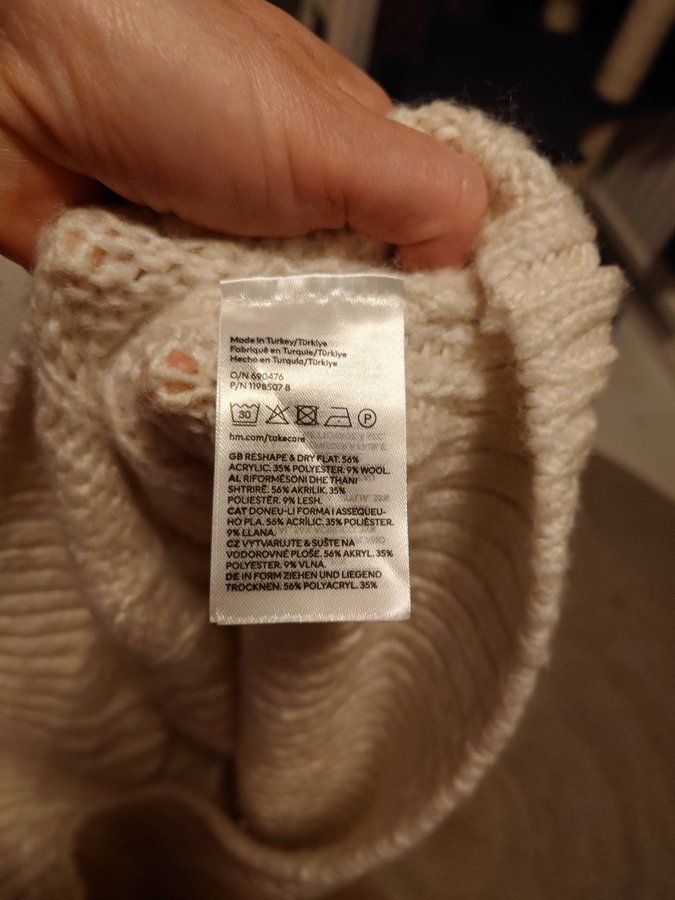 Made in Turkey/Türkiye
Fabriqué en Turquie/Türkiye
Hecho en Turquía/Türkiye
O/N 690476
P/N 1198507 8
30
P
hm.com/takecare
GB RESHAPE & DRY FLAT. 56%
ACRYLIC. 35% POLYESTER. 9% WOOL.
AL RIFORMËSONI DHE THANI
SHTRIRË. 56% AKRILIK. 35%
POLIESTËR. 9% LESH.
CAT DONEU-LI FORMA I ASSEQUEU-
HO PLA. 56% ACRÍLIC. 35% POLIÈSTER.
9% LLANA.
CZ VYTVARUJTE & SUŠTE NA
VODOROVNÉ PLOŠE. 56% AKRYL. 35%
POLYESTER. 9% VLNA.
DE IN FORM ZIEHEN UND LIEGEND
TROCKNEN. 56% POLYACRYL. 35%